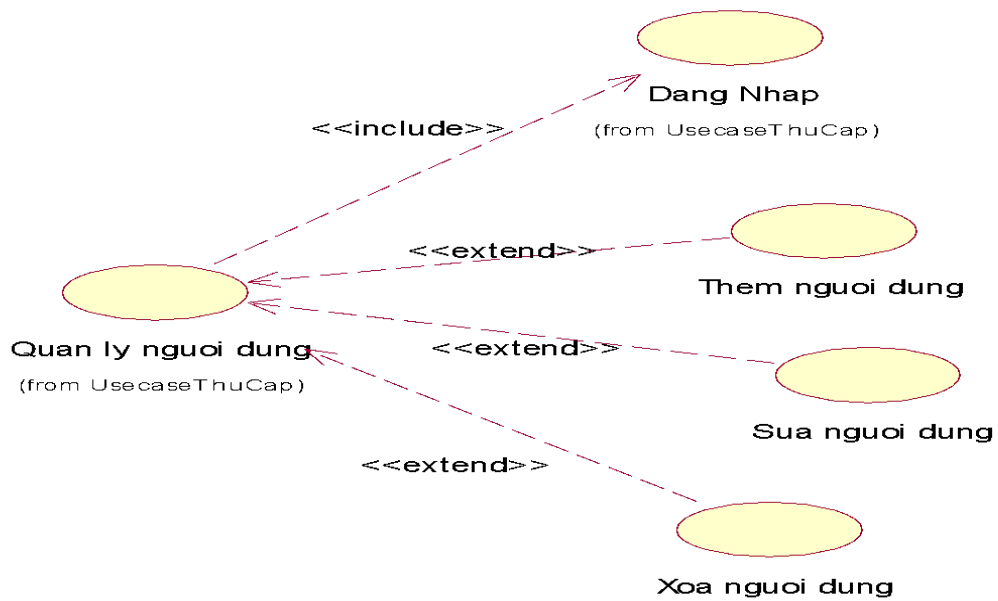 Dang Nhap
<<include>>
(from UsecaseThuCap)
<<extend>>
Them nguoi dung
Quan ly nguoi dung
<<extend>>
(from UsecaseThuCap)
Sua nguoi dung
<<extend>>
Xoa nguoi dung